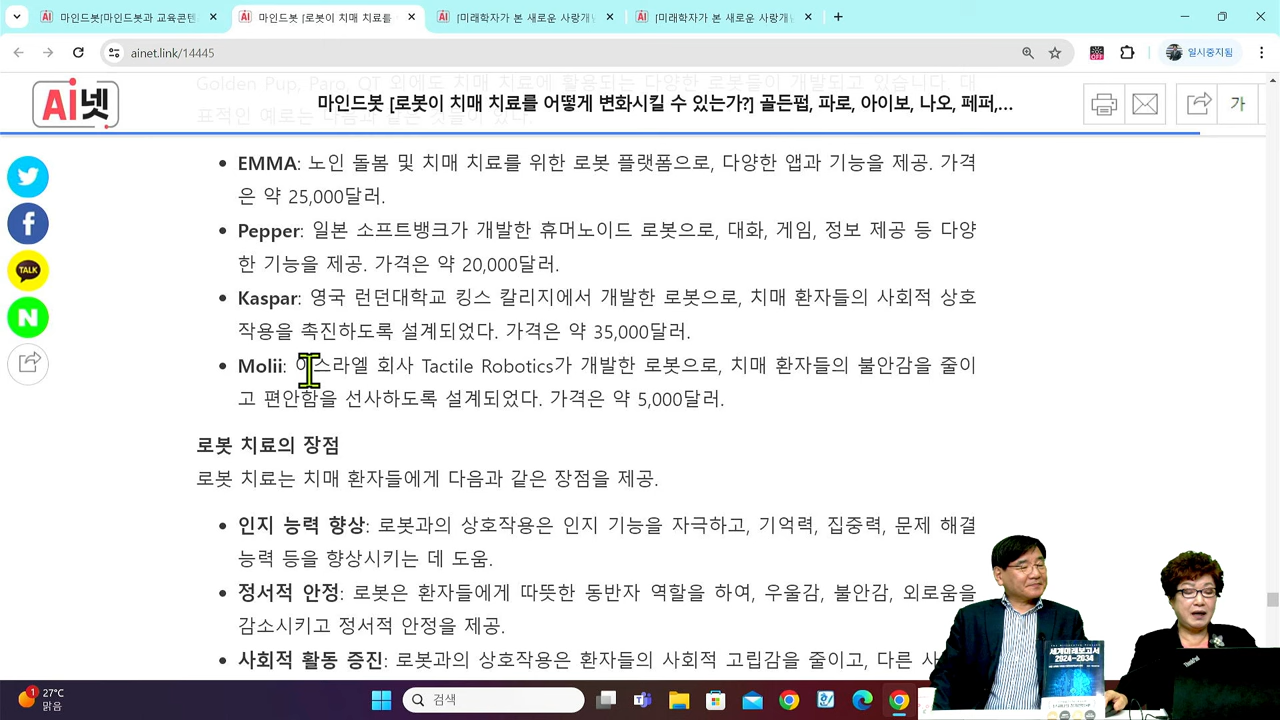 마인드봇[마인드봇과 교육콘텐
마인드봇 [로봇이 치매 치료를
[미래학자가 본 새로운 사랑개님
[미래학자가 본 새로운 사랑개님
ainet.link/14445
OFF
일시중지됨
Golden Pup, Paro, QT 외에도 치매 치료에 활용되는 다양한 로봇들이 개발되고 있습니다. 대
표적인 예로는 다음과 같은 것들이 있다.
Ai넷
마인드봇 [로봇이 치매 치료를 어떻게 변화시킬 수 있는가?] 골든펍, 파로, 아이보, 나오, 페퍼,...
가
• EMMA: 노인 돌봄 및 치매 치료를 위한 로봇 플랫폼으로, 다양한 앱과 기능을 제공. 가격
은 약 25,000달러.
• Pepper: 일본 소프트뱅크가 개발한 휴머노이드 로봇으로, 대화, 게임, 정보 제공 등 다양
한 기능을 제공. 가격은 약 20,000달러.
• Kaspar: 영국 런던대학교 킹스 칼리지에서 개발한 로봇으로, 치매 환자들의 사회적 상호
작용을 촉진하도록 설계되었다. 가격은 약 35,000달러.
• Molii: 이스라엘 회사 Tactile Robotics가 개발한 로봇으로, 치매 환자들의 불안감을 줄이
고 편안함을 선사하도록 설계되었다. 가격은 약 5,000달러.
TALK
N
로봇 치료의 장점
로봇 치료는 치매 환자들에게 다음과 같은 장점을 제공.
• 인지 능력 향상: 로봇과의 상호작용은 인지 기능을 자극하고, 기억력, 집중력, 문제 해결
능력 등을 향상시키는 데 도움.
• 정서적 안정: 로봇은 환자들에게 따뜻한 동반자 역할을 하여, 우울감, 불안감, 외로움을
감소시키고 정서적 안정을 제공.
• 사회적 활동 증진: 로봇과의 상호작용은 환자들의 사회적 고립감을 줄이고, 다른 사
세계미래보고서
2024-2034
ThinkPad
1
27°C
맑음
검색